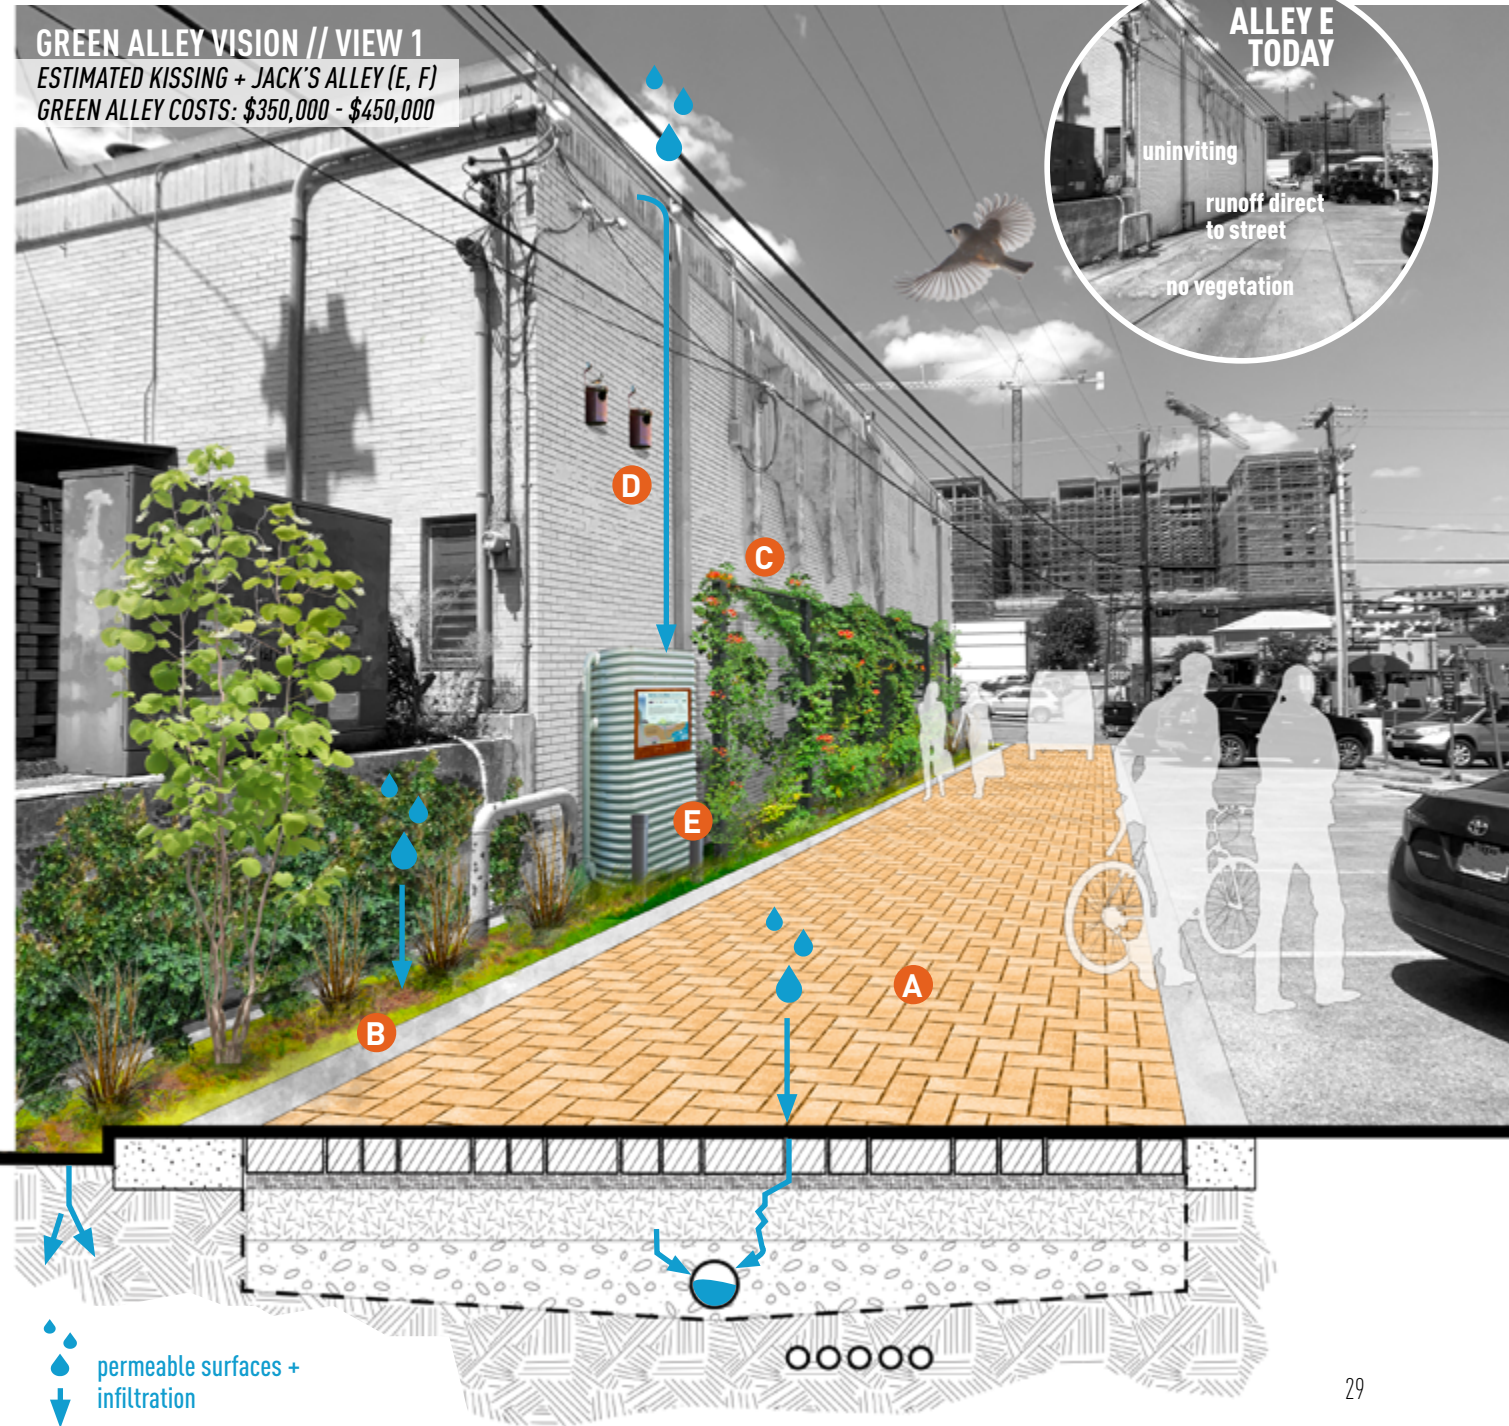 GREEN ALLEY VISION // VIEW 1
ESTIMATED KISSING + JACK'S ALLEY (E, F)
GREEN ALLEY COSTS: $350,000 - $450,000
ALLEY E
TODAY
uninviting
runoff direct
to street
no vegetation
D
C
E
A
B
permeable surfaces +
infiltration
29